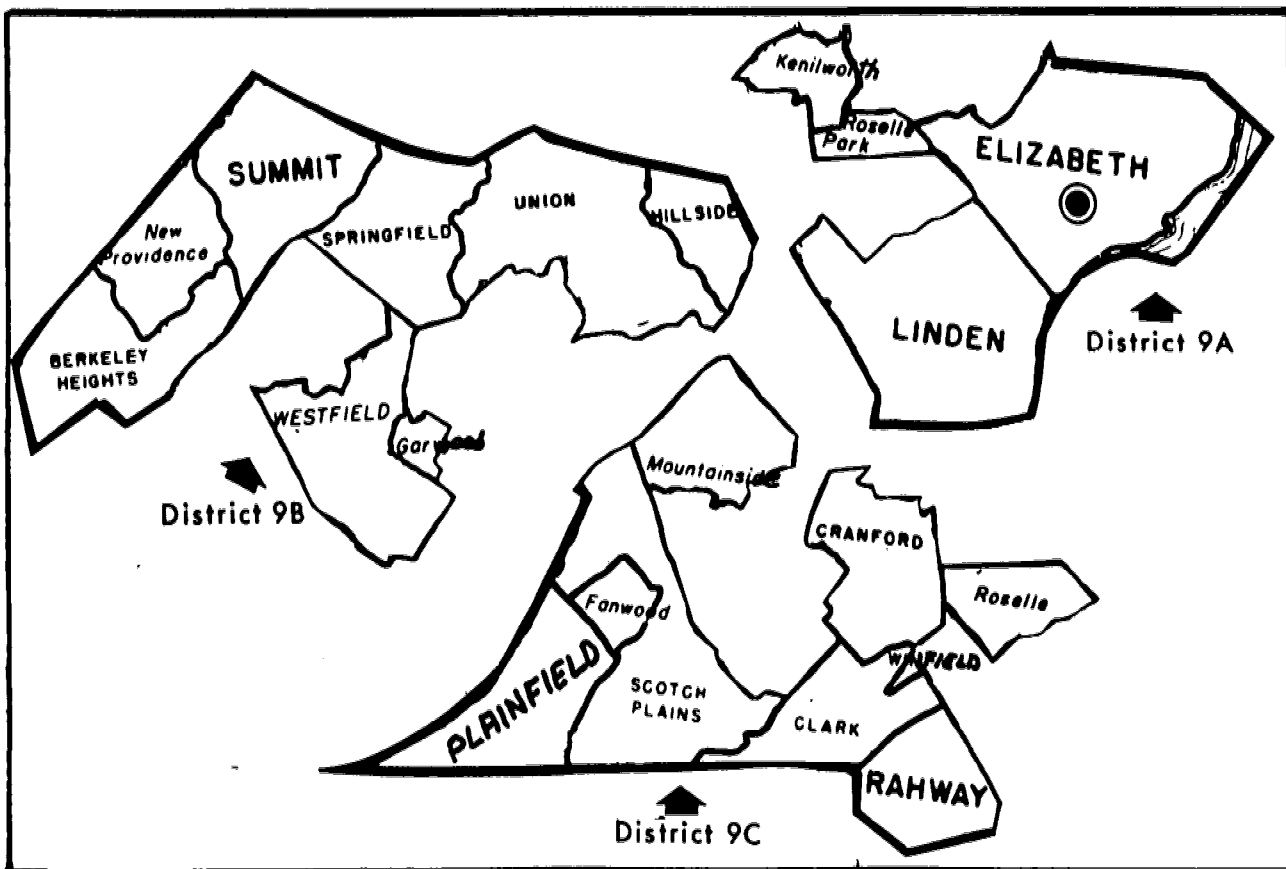 Kenilworth
Roselle
Park
ELIZABETH
SUMMIT
UNION
HILLSIDE
SPRINGFIELD
New
Providence
LINDEN
District 9A
BERKELEY
HEIGHTS
WESTFIELD
Garwood
District 9B
Mountainside
CRANFORD
Fanwood
Roselle
WINFIELD
PLAINFIELD
SCOTCH
PLAINS
CLARK
RAHWAY
District 9C